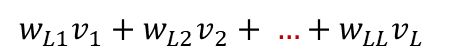 w_{L1}v_1 + w_{L2}v_2 + … + w_{LL}v_L